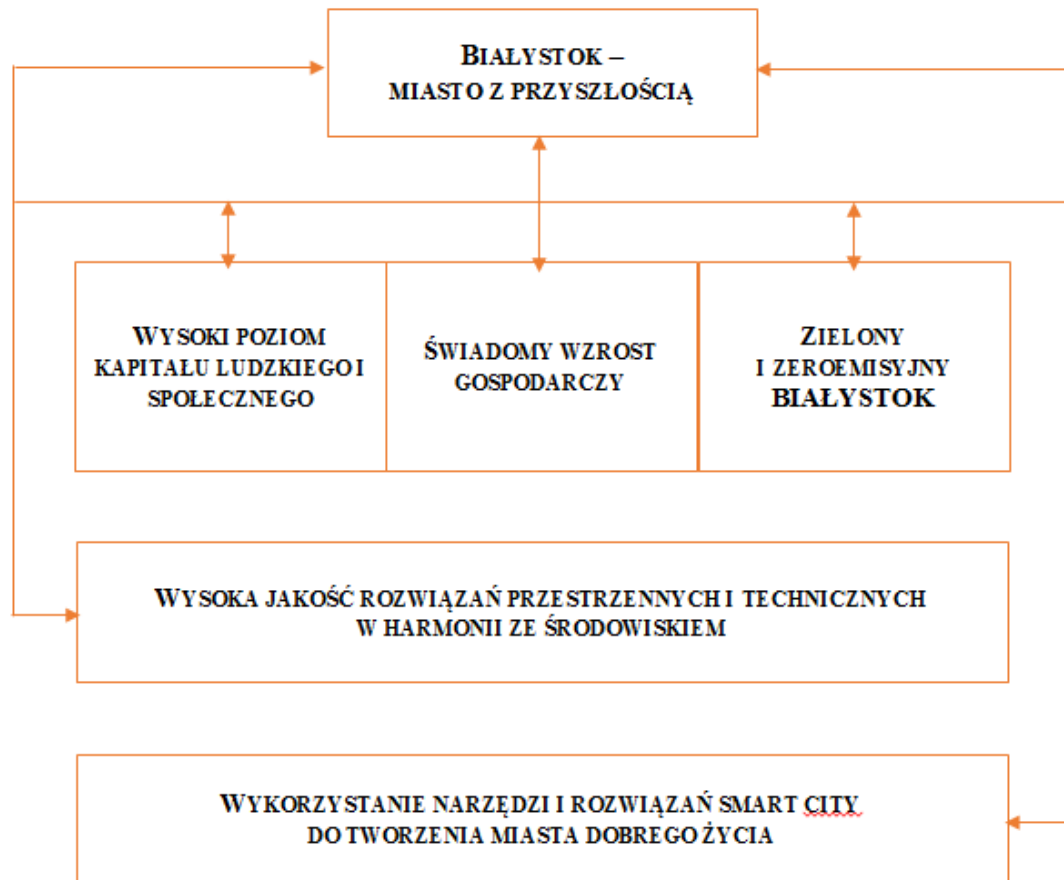 BIAŁYSTOK –
MIASTO Z PRZYSZŁOŚCIĄ
WYSOKI POZIOM
KAPITAŁU LUDZKIEGO I
SPOŁECZNEGO
ŚWIADOMY WZROST
GOSPODARCZY
ZIELONY
I ZEROEMISYJNY
BIAŁYSTOK
WYSOKA JAKOŚĆ ROZWIĄZAŃ PRZESTRZENNYCH I TECHNICZNYCH
W HARMONII ZE ŚRODOWISKIEM
WYKORZYSTANIE NARZĘDZI I ROZWIĄZAŃ SMART CITY
DO TWORZENIA MIASTA DOBREGO ŻYCIA